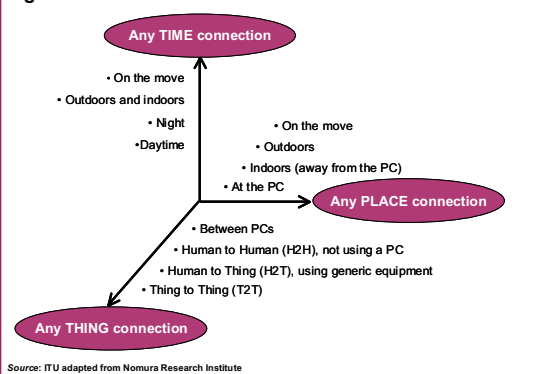 Any TIME connection
• On the move
• Outdoors and indoors
• Night
•Daytime
• On the move
• Outdoors
• Indoors (away from the PC)
• At the PC
Any PLACE connection
• Between PCs
• Human to Human (H2H), not using a PC
• Human to Thing (H2T), using generic equipment
• Thing to Thing (T2T)
Any THING connection
Source: ITU adapted from Nomura Research Institute